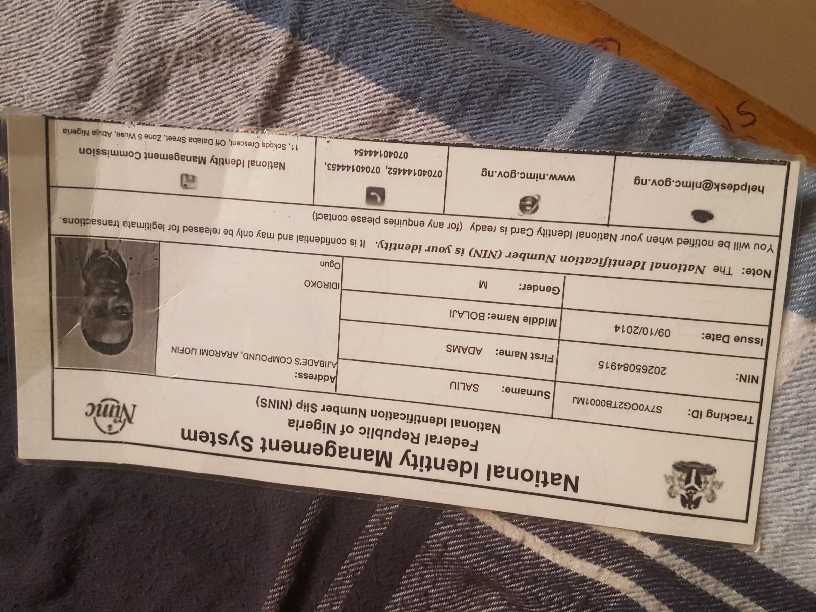 National Identity Management System
Federal Republic of Nigeria
National Identification Number Slip (NINS)
Nimc
Tracking ID: S7Y0OG2TB0001MJ
Surname: SALIU
Address:
AJIBADE'S COMPOUND, ARAROMI IJOFIN
NIN: 20265084915
First Name: ADAMS
Issue Date: 09/10/2014
Middle Name: BOLAJI
IDIROKO
Gender: M
Ogun
Note: The National Identification Number (NIN) is your identity. It is confidential and may only be released for legitimate transactions.
You will be notified when your National Identity Card is ready (for any enquiries please contact)
helpdesk@nimc.gov.ng
www.nimc.gov.ng
07040144452, 07040144453,
07040144454
National Identity Management Commission
11, Sokode Crescent, Off Dalaba Street, Zone 5 Wuse, Abuja Nigeria